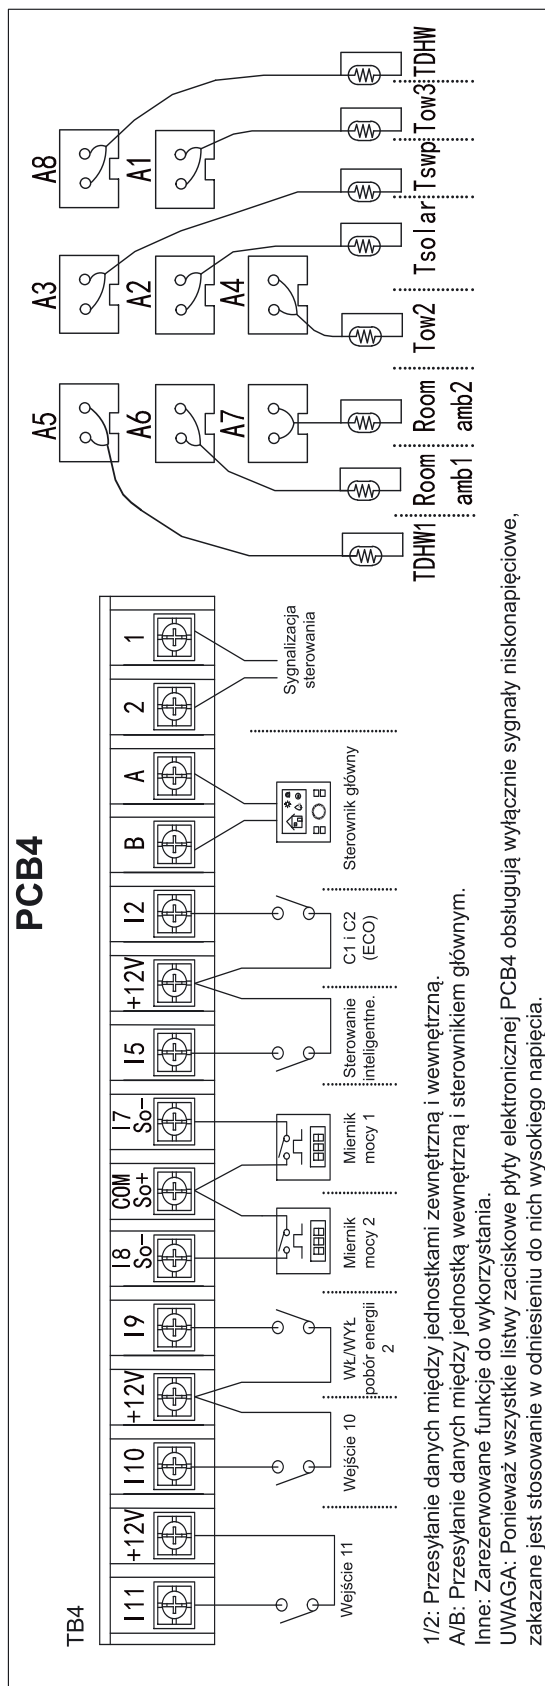 PCB4
TB4
I11
+12V
I10
+12V
I9
I8
So-
COM
So+
I7
So-
I5
+12V
I2
B
A
2
1
Wejście 11
Wejście 10
WŁ/WYŁ
pobór energii
2
Miernik
mocy 2
Miernik
mocy 1
Sterowanie
inteligentne.
C1 i C2
(ECO)
Sterownik główny
Sygnalizacja
sterowania
A5
A3
A8
A6
A2
A1
A7
A4
TDHW1
Room
amb1
Room
amb2
Tow2
Tsolar
Tswp
Tow3
TDHW
1/2: Przesyłanie danych między jednostkami zewnętrzną i wewnętrzną.
A/B: Przesyłanie danych między jednostką wewnętrzną i sterownikiem głównym.
Inne: Zarezerwowane funkcje do wykorzystania.
UWAGA: Ponieważ wszystkie listwy zaciskowe płyty elektronicznej PCB4 obsługują wyłącznie sygnały niskonapięciowe,
zakazane jest stosowanie w odniesieniu do nich wysokiego napięcia.